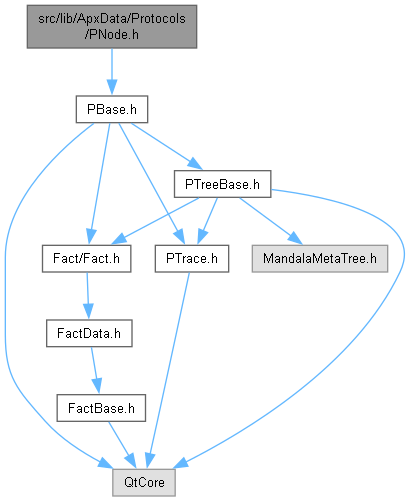 src/lib/ApxData/Protocols
/PNode.h
PBase.h
PTreeBase.h
Fact/Fact.h
PTrace.h
MandalaMetaTree.h
FactData.h
FactBase.h
QtCore